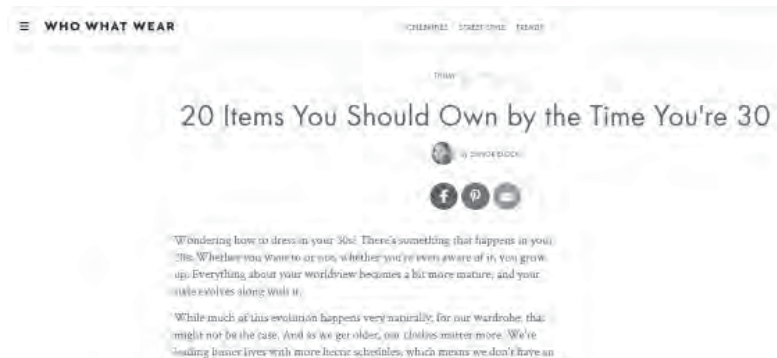 WHO WHAT WEAR
CELEBRITIES STREET STYLE TRENDS
20 Items You Should Own by the Time You're 30
by
Wondering how to dress in your 30s? There's something that happens in your
30s. Whether you want to or not, whether you're even aware of it, you grow
up. Everything about your worldview becomes a bit more mature, and your
style evolves along with it.
While much of this evolution happens very naturally, for our wardrobe, that
might not be the case. And as we get older, our clothes matter more. We're
leading busier lives with more hectic schedules, which means we don't have an